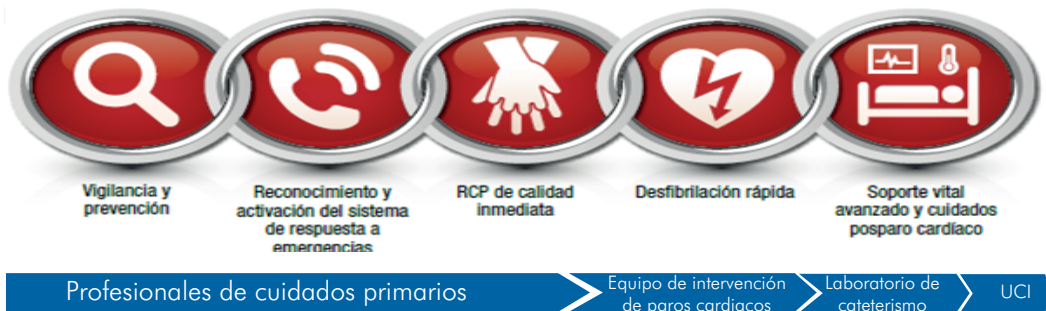 Vigilancia y
prevención
Reconocimiento y
activación del sistema
de respuesta a
emergencias
RCP de calidad
inmediata
Desfibrilación rápida
Soporte vital
avanzado y cuidados
posparo cardíaco
Profesionales de cuidados primarios
Equipo de intervención
de paros cardiacos
Laboratorio de
cateterismo
UCI